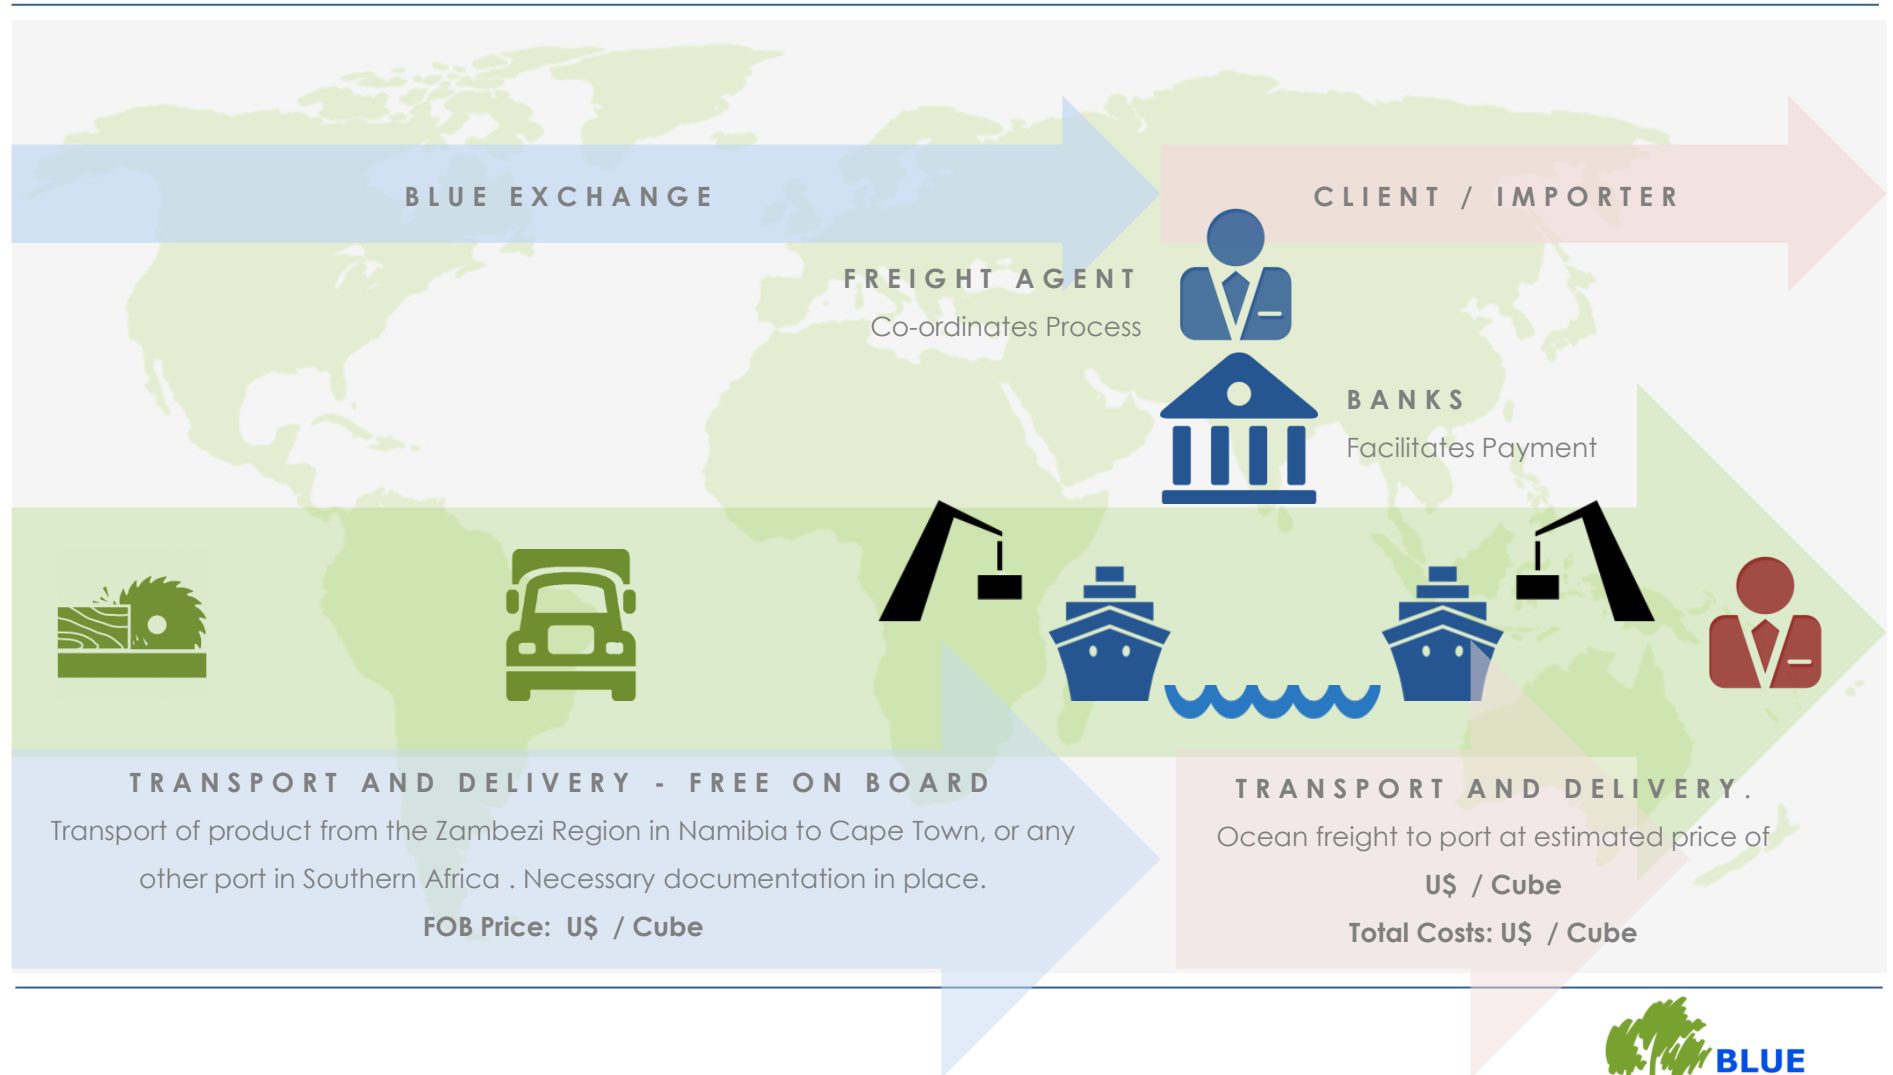 BLUE EXCHANGE
CLIENT / IMPORTER
FREIGHT AGENT
Co-ordinates Process
BANKS
Facilitates Payment
TRANSPORT AND DELIVERY - FREE ON BOARD
Transport of product from the Zambezi Region in Namibia to Cape Town, or any
other port in Southern Africa . Necessary documentation in place.
FOB Price:  U$  / Cube
TRANSPORT AND DELIVERY.
Ocean freight to port at estimated price of
U$  / Cube
Total Costs: U$  / Cube
BLUE